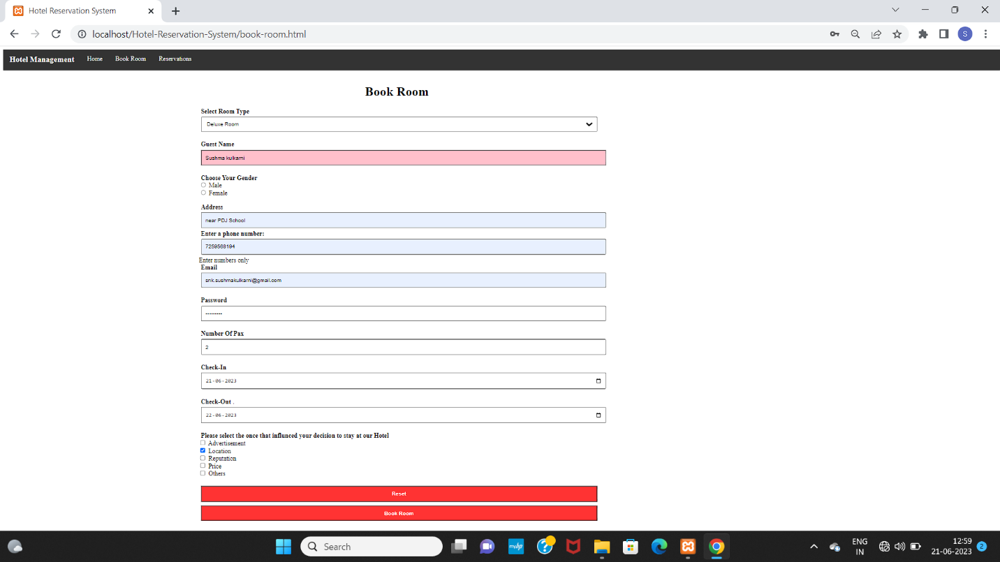 Hotel Reservation System
localhost/Hotel-Reservation-System/book-room.html
S
Hotel Management Home Book Room Reservations
Book Room
Select Room Type
Deluxe Room
Guest Name
Sushma kulkarni
Choose Your Gender
Male
Female
Address
near PDJ School
Enter a phone number:
7259568194
Enter numbers only
Email
snk.sushmakulkarni@gmail.com
Password
Number Of Pax
2
Check-In
21-06-2023
Check-Out .
22-06-2023
Please select the once that influnced your decision to stay at our Hotel
Advertisement
Location
Reputation
Price
Others
Reset
Book Room
Search
myhp
ENG
IN
12:59
21-06-2023
2